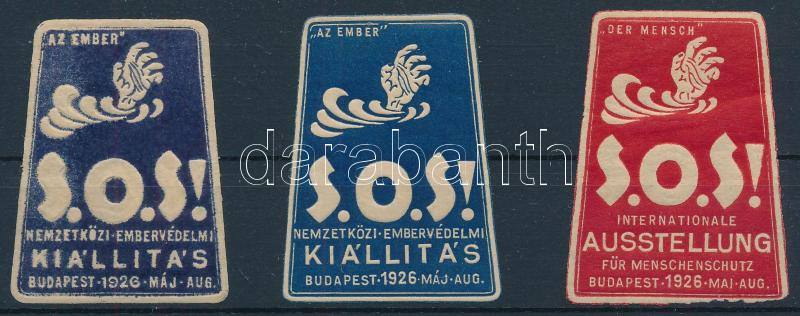 „AZ EMBER"
S.O.S!
NEMZETKÖZI·EMBERVÉDELMI
KIÁLLITÁS
BUDAPEST·1926·MÁJ·AUG.
„AZ EMBER"
S.O.S!
NEMZETKÖZI·EMBERVÉDELMI
KIÁLLITÁS
BUDAPEST·1926·MÁJ·AUG.
„DER MENSCH"
S.O.S!
INTERNATIONALE
AUSSTELLUNG
FÜR MENSCHENSCHUTZ
BUDAPEST·1926·MAI·AUG.
darabanth